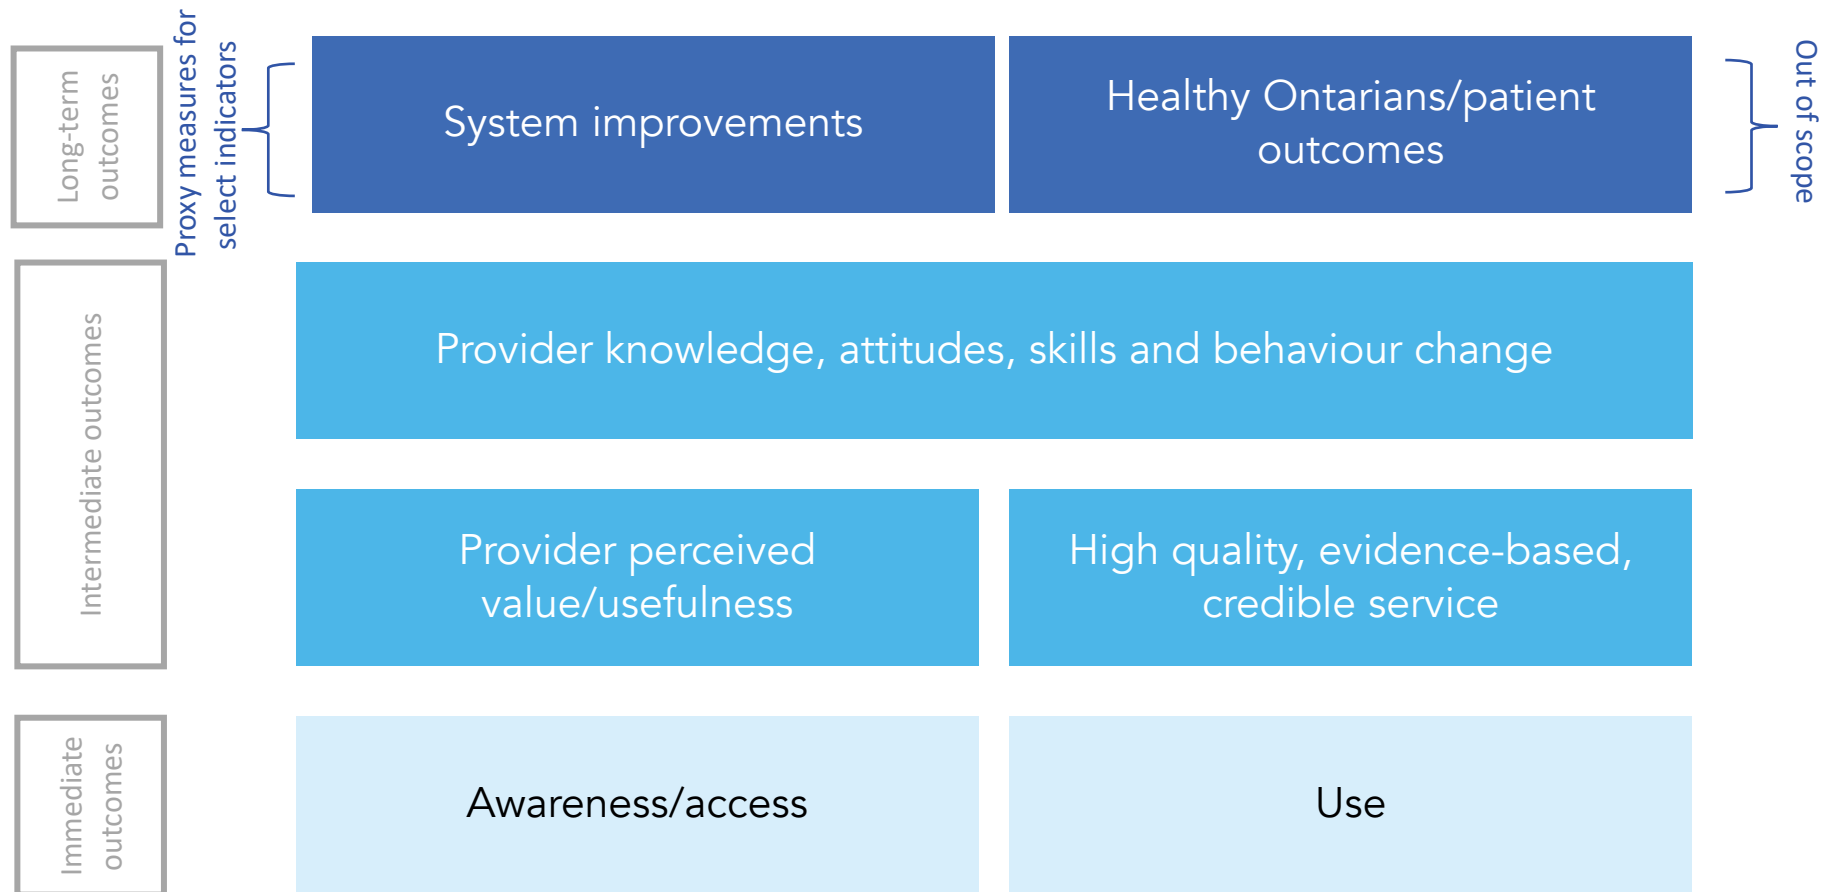 Long-term
outcomes
Proxy measures for
select indicators
System improvements
Healthy Ontarians/patient
outcomes
Out of scope
Intermediate outcomes
Provider knowledge, attitudes, skills and behaviour change
Provider perceived
value/usefulness
High quality, evidence-based,
credible service
Immediate
outcomes
Awareness/access
Use